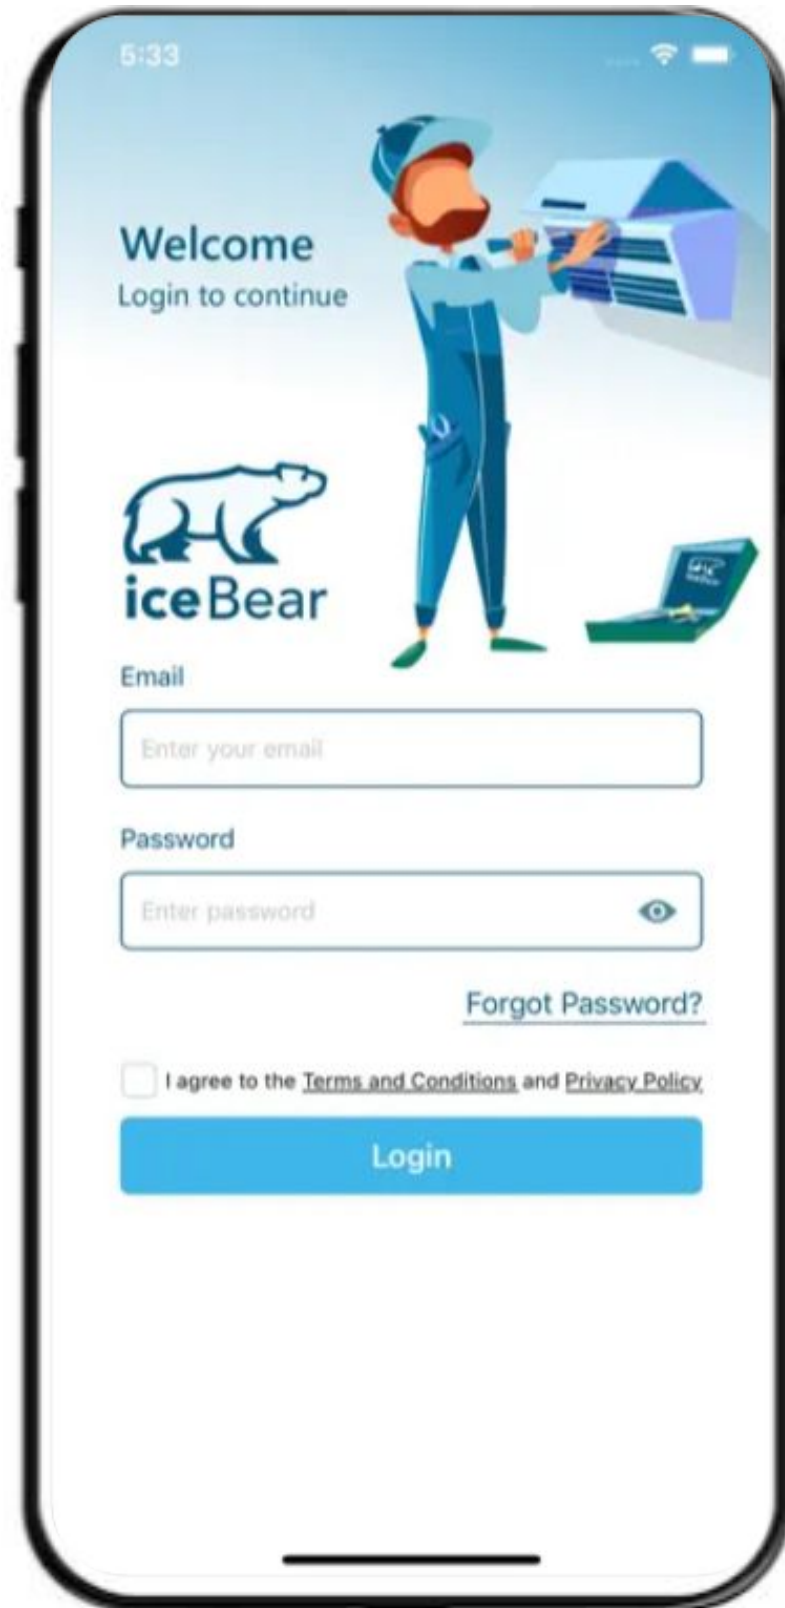 5:33
Welcome
Login to continue
iceBear
Email
Enter your email
Password
Enter password
Forgot Password?
I agree to the Terms and Conditions and Privacy Policy
Login